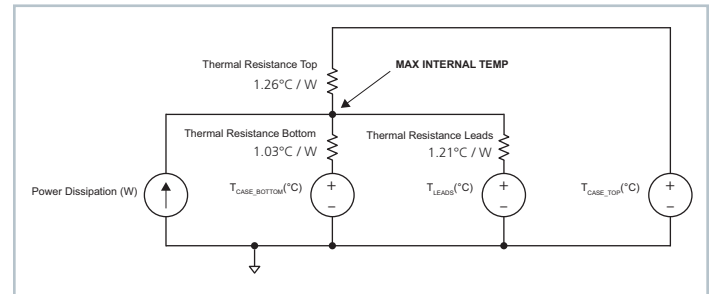 Thermal Resistance Top
1.26°C / W
MAX INTERNAL TEMP
Thermal Resistance Bottom
1.03°C / W
Thermal Resistance Leads
1.21°C / W
Power Dissipation (W)
T_CASE_BOTTOM(°C)
+
–
T_LEADS(°C)
+
–
T_CASE_TOP(°C)
+
–